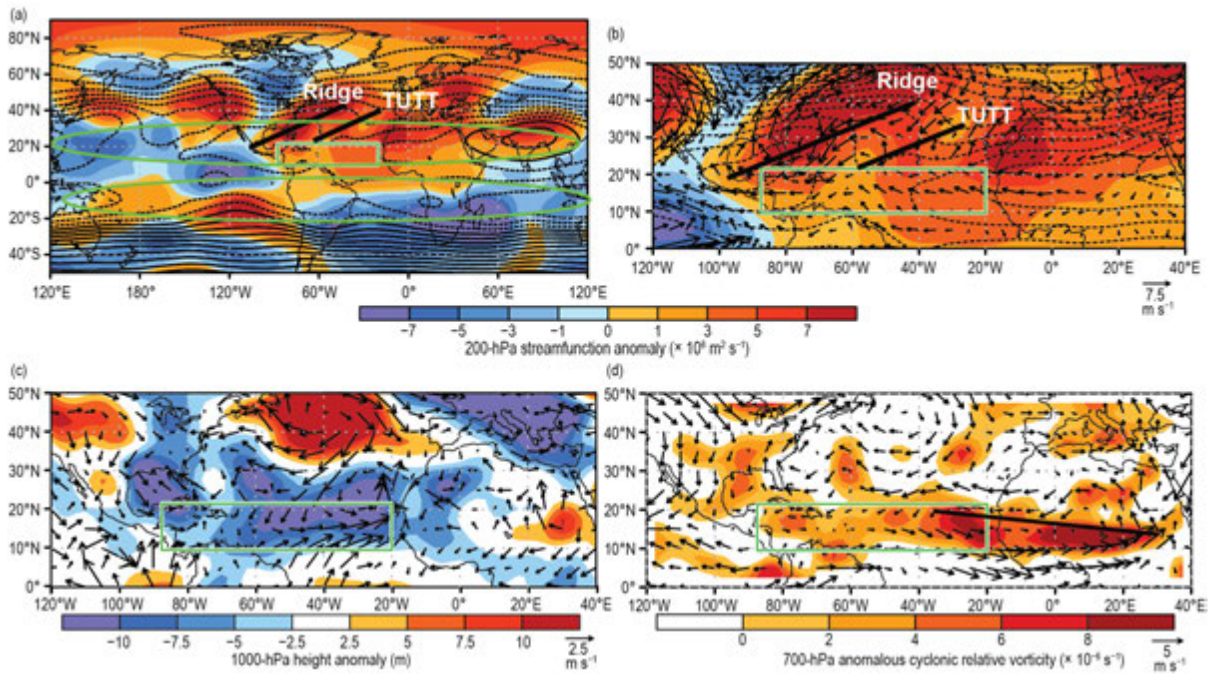 (a)
80°N
60°N
40°N
20°N
0°
20°S
40°S
120°E 180° 120°W 60°W 0° 60°E 120°E
Ridge
TUTT
(b)
50°N
40°N
30°N
20°N
10°N
0°
120°W 100°W 80°W 60°W 40°W 20°W 0° 20°E 40°E
Ridge
TUTT
7.5
m s⁻¹
−7 −5 −3 −1 0 1 3 5 7
200-hPa streamfunction anomaly (× 10⁶ m² s⁻¹)
(c)
50°N
40°N
30°N
20°N
10°N
0°
120°W 100°W 80°W 60°W 40°W 20°W 0° 20°E 40°E
−10 −7.5 −5 −2.5 2.5 5 7.5 10
2.5
m s⁻¹
1000-hPa height anomaly (m)
(d)
50°N
40°N
30°N
20°N
10°N
0°
120°W 100°W 80°W 60°W 40°W 20°W 0° 20°E 40°E
0 2 4 6 8
5
m s⁻¹
700-hPa anomalous cyclonic relative vorticity (× 10⁻⁶ s⁻¹)